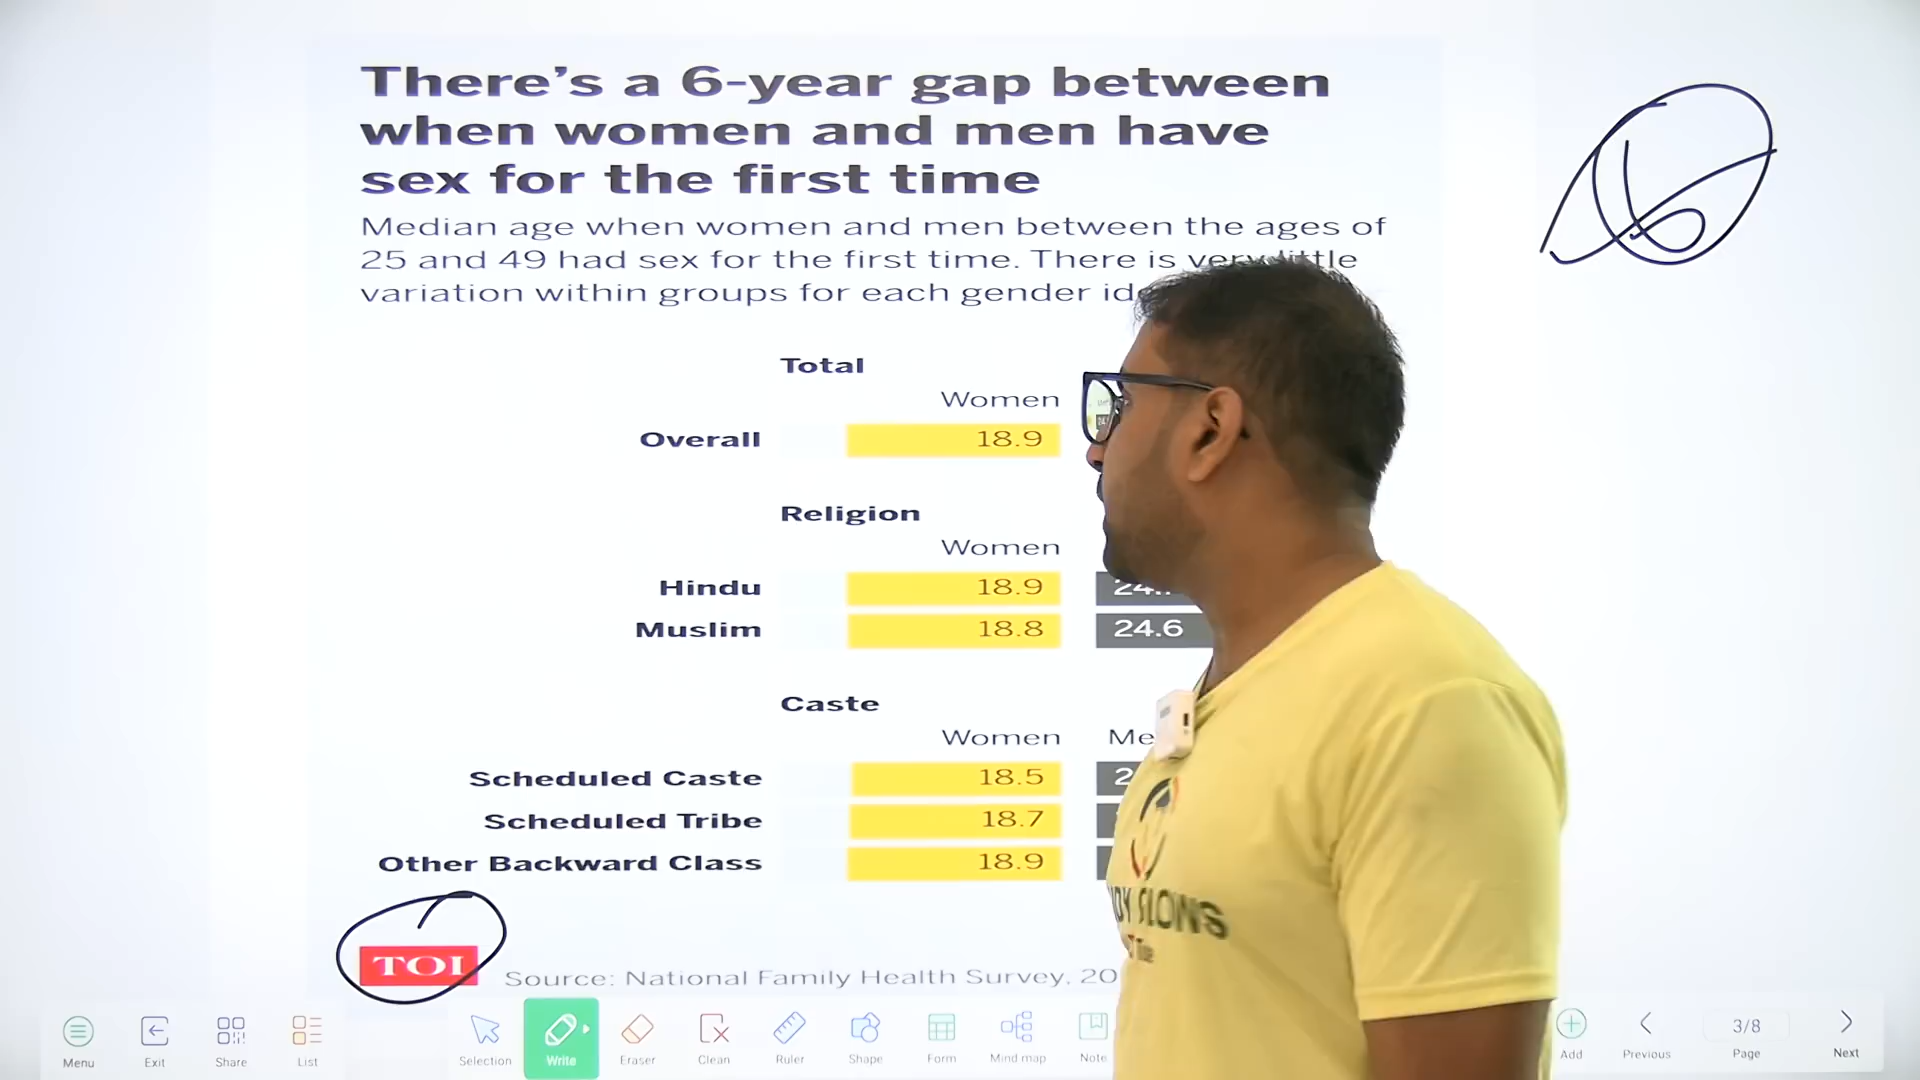 There's a 6-year gap between
when women and men have
sex for the first time
Median age when women and men between the ages of
25 and 49 had sex for the first time. There is very little
variation within groups for each gender
Total
Women
Overall 18.9
Religion
Women
Hindu 18.9
Muslim 18.8 24.6
Caste
Women
Scheduled Caste 18.5
Scheduled Tribe 18.7
Other Backward Class 18.9
TOI
Source: National Family Health Survey, 20
Menu Exit Share List Selection Write Eraser Clean Ruler Shape Form Mind map Note Add Previous 3/8 Page Next